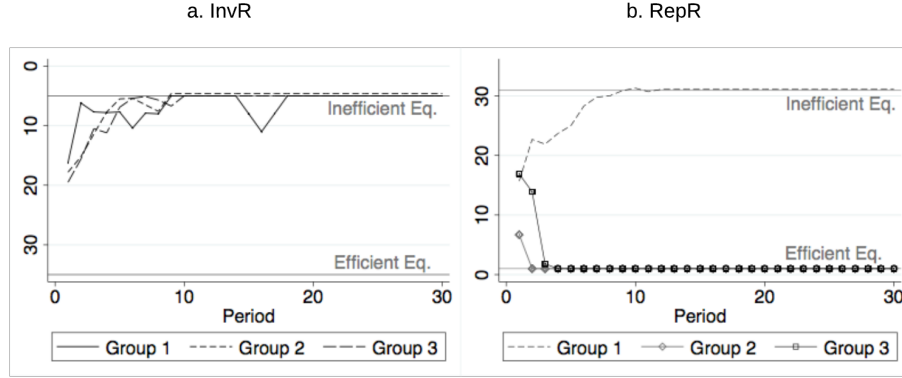 a. InvR
b. RepR
0
10
20
30
Inefficient Eq.
Efficient Eq.
0 10 20 30
Period
Group 1 Group 2 Group 3
30
20
10
0
Inefficient Eq.
Efficient Eq.
0 10 20 30
Period
Group 1 Group 2 Group 3